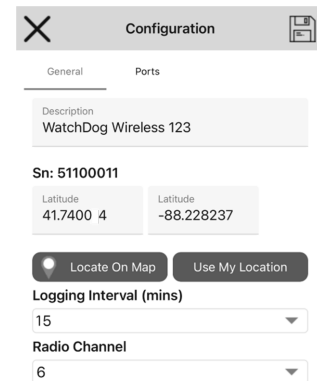 Configuration
General Ports
Description
WatchDog Wireless 123
Sn: 51100011
Latitude Latitude
41.7400 4 -88.228237
Locate On Map Use My Location
Logging Interval (mins)
15
Radio Channel
6